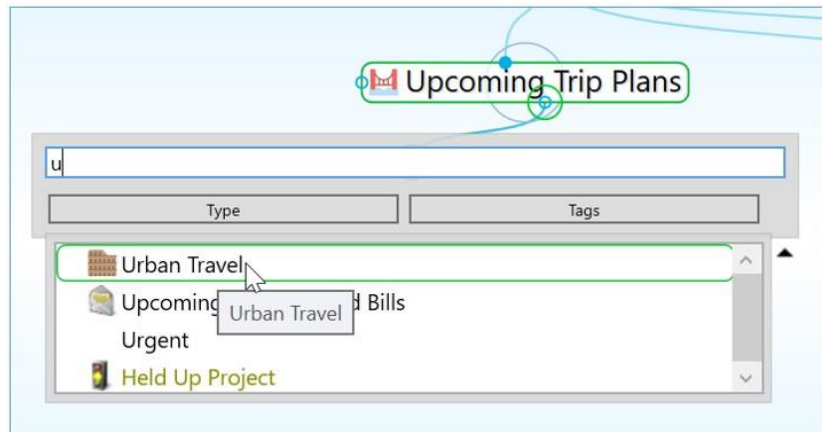 Upcoming Trip Plans
u
Type Tags
Urban Travel
Upcoming d Bills
Urban Travel
Urgent
Held Up Project